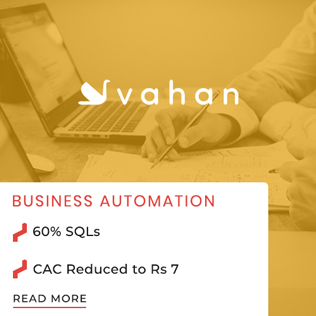 vahan
BUSINESS AUTOMATION
60% SQLs
CAC Reduced to Rs 7
READ MORE